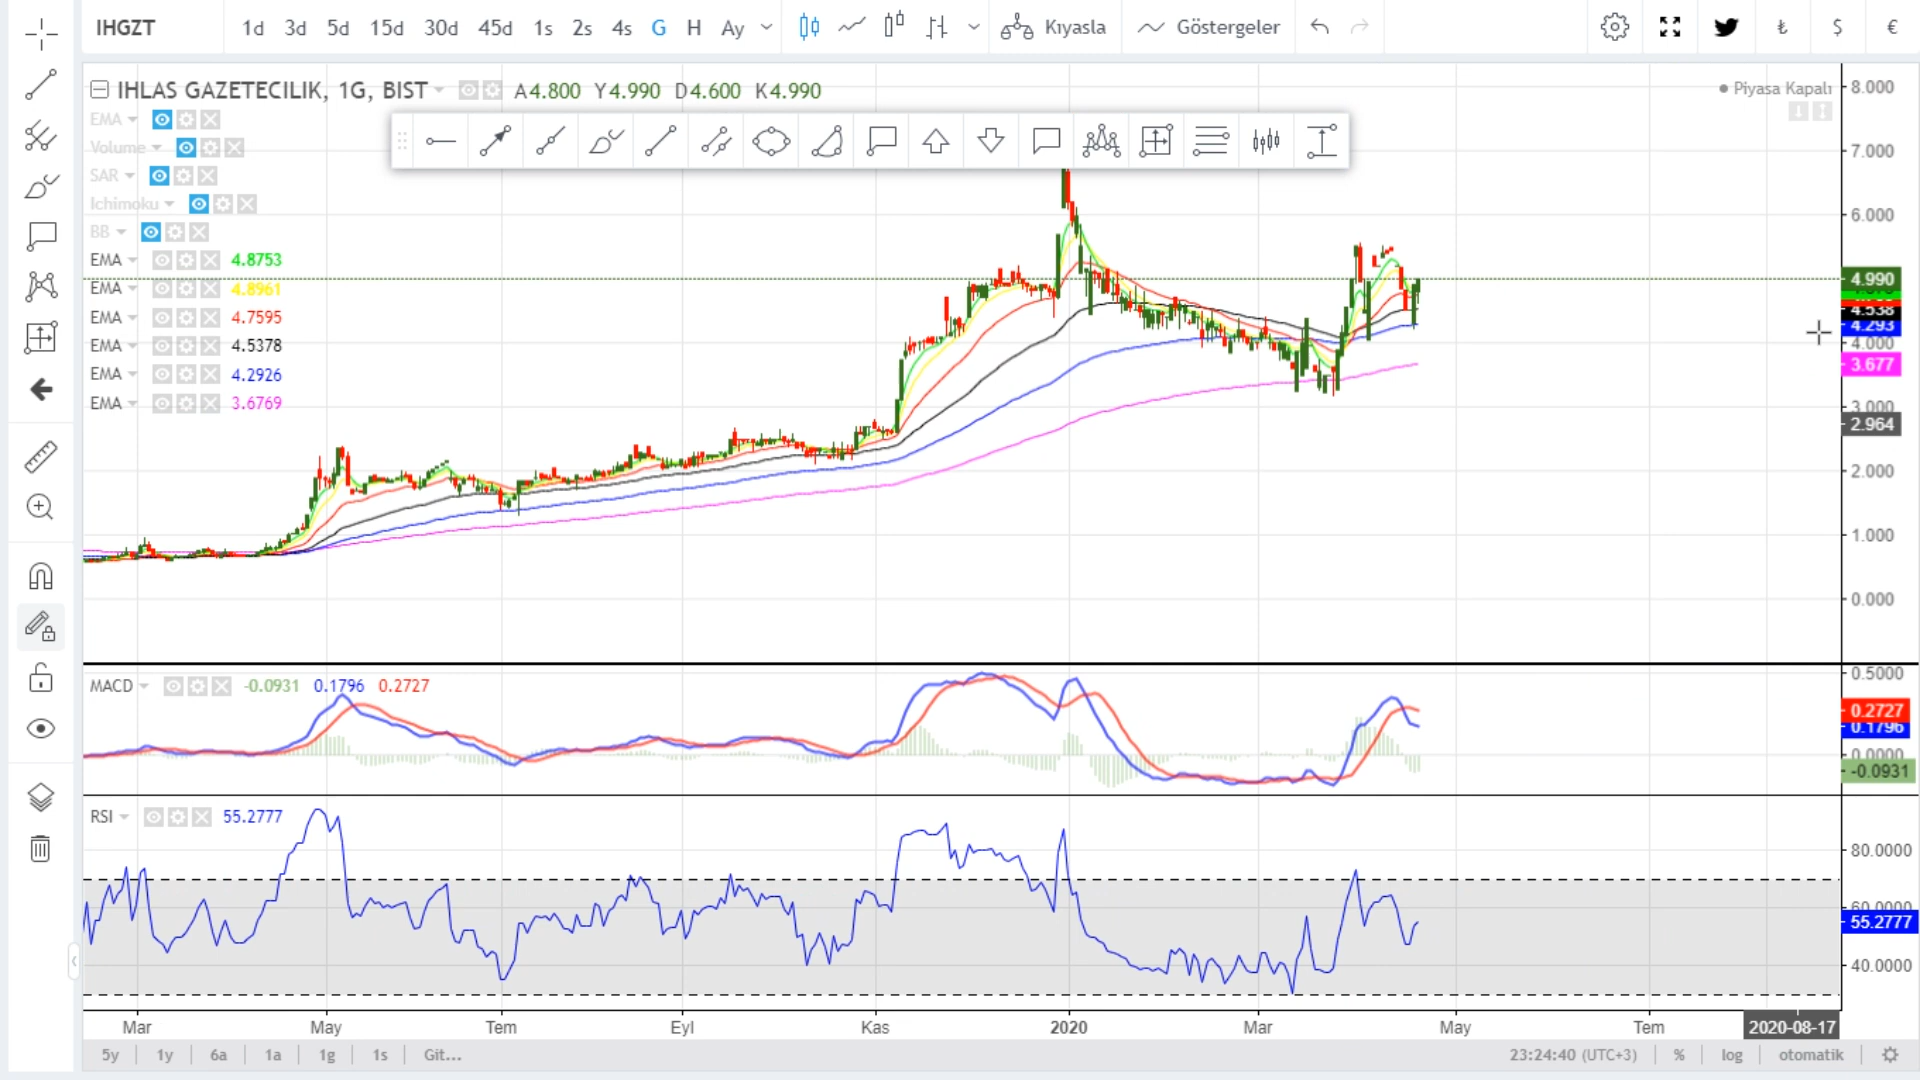 IHGZT 1d 3d 5d 15d 30d 45d 1s 2s 4s G H Ay Kıyasla Göstergeler ₺ $ €
IHLAS GAZETECILIK, 1G, BIST A4.800 Y4.990 D4.600 K4.990
Piyasa Kapalı
EMA
Volume
SAR
Ichimoku
BB
EMA 4.8753
EMA 4.8961
EMA 4.7595
EMA 4.5378
EMA 4.2926
EMA 3.6769
8.000
7.000
6.000
4.990
4.538
4.293
4.000
3.677
3.000
2.964
2.000
1.000
0.000
MACD -0.0931 0.1796 0.2727
0.5000
0.2727
0.1796
0.0000
-0.0931
RSI 55.2777
80.0000
60.0000
55.2777
40.0000
Mar May Tem Eyl Kas 2020 Mar May Tem 2020-08-17
5y 1y 6a 1a 1g 1s Git... 23:24:40 (UTC+3) % log otomatik